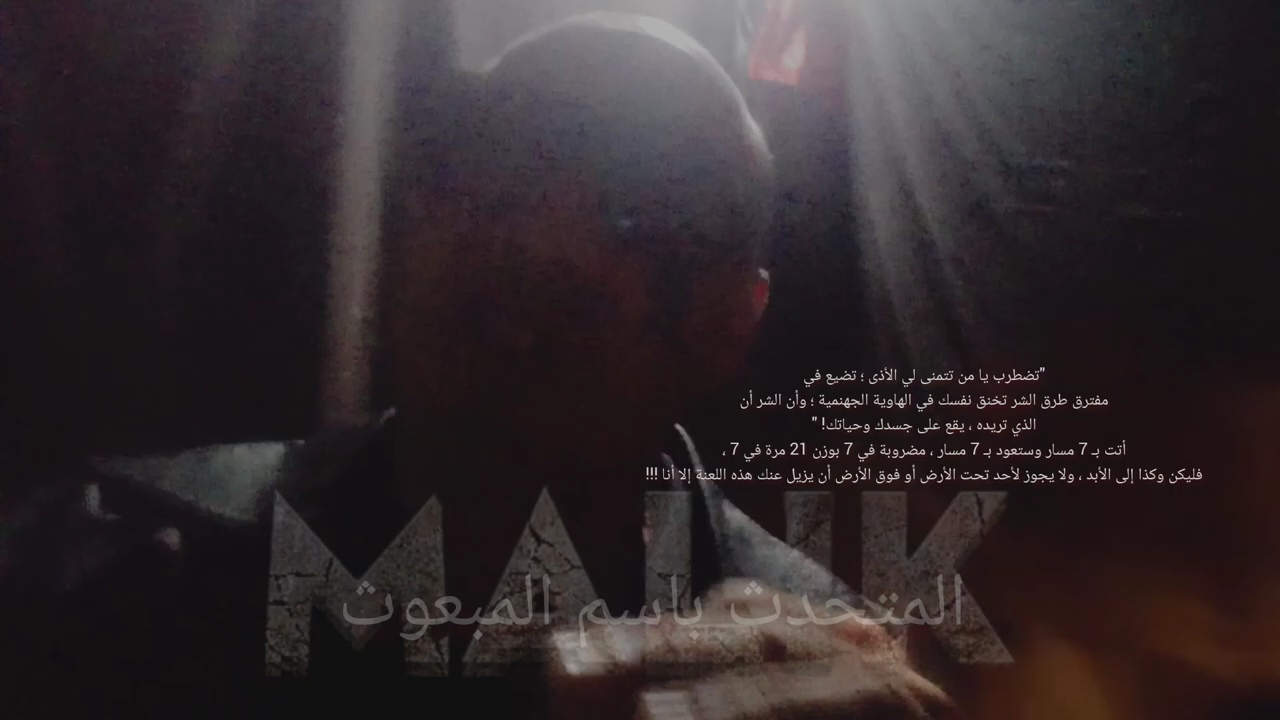 "تضطرب يا من تتمنى لي الأذى ؛ تضيع في
مفترق طرق الشر تخنق نفسك في الهاوية الجهنمية ؛ وأن الشر أن
الذي تريده ، يقع على جسدك وحياتك! "
أتت بـ 7 مسار وستعود بـ 7 مسار ، مضروبة في 7 بوزن 21 مرة في 7 ،
فليكن وكذا إلى الأبد ، ولا يجوز لأحد تحت الأرض أو فوق الأرض أن يزيل عنك هذه اللعنة إلا أنا !!!
MALIK
المتحدث باسم المبعوث